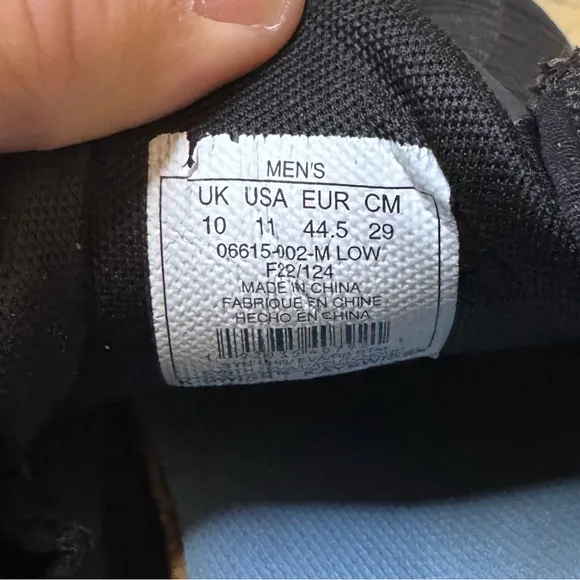 MEN'S
UK USA EUR CM
10 11 44.5 29
06615-002-M LOW
F22/124
MADE IN CHINA
FABRIQUE EN CHINE
HECHO EN CHINA